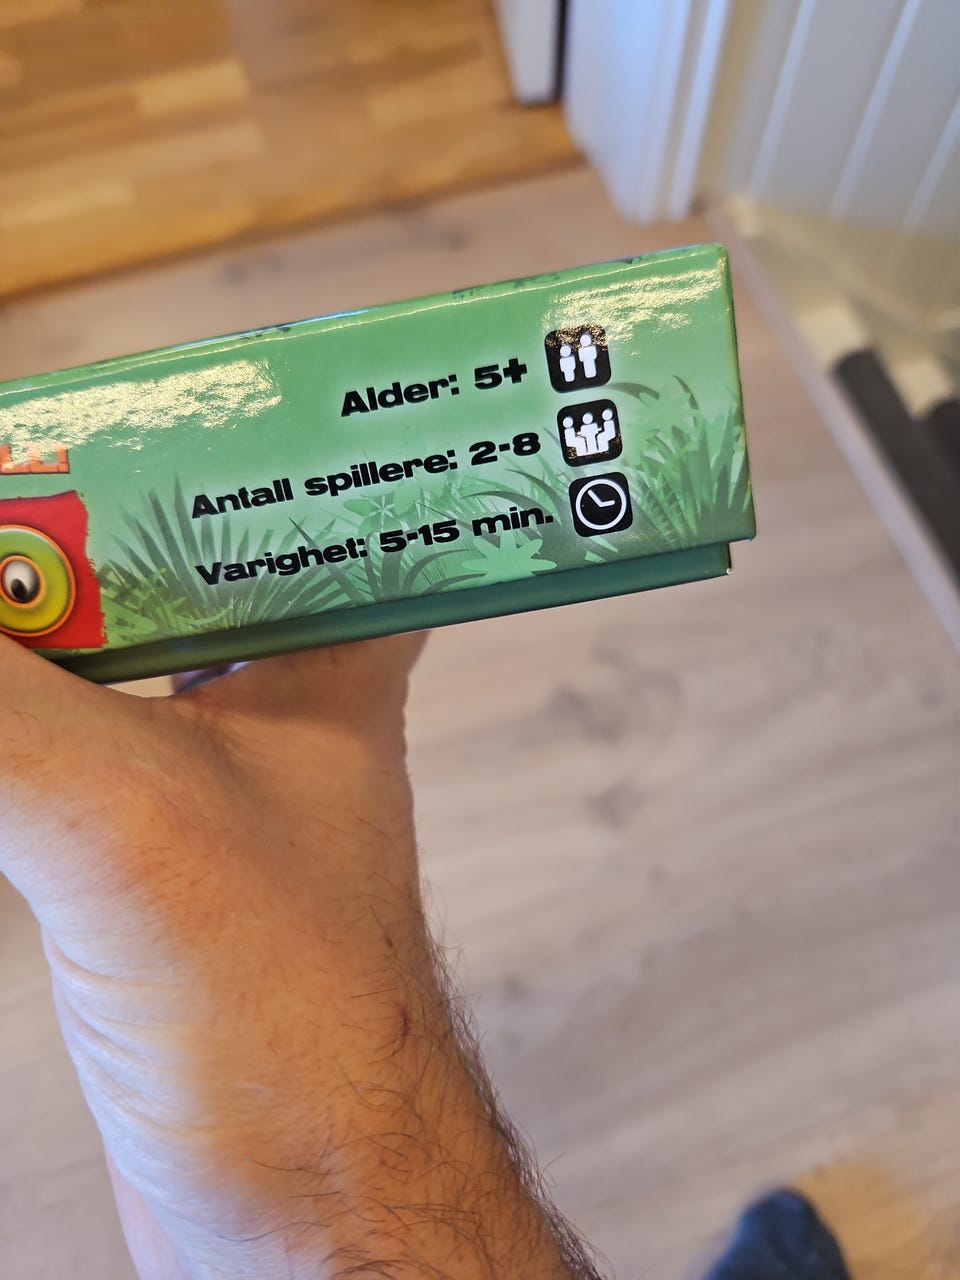 Alder: 5+
Antall spillere: 2-8
Varighet: 5-15 min.